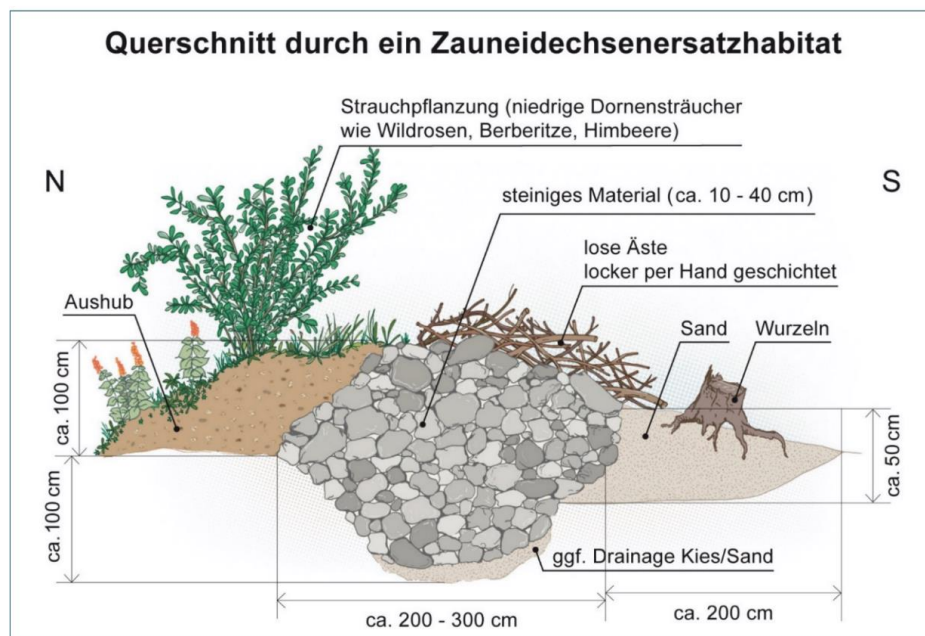 Querschnitt durch ein Zauneidechsenersatzhabitat
Strauchpflanzung (niedrige Dornensträucher
wie Wildrosen, Berberitze, Himbeere)
N
S
steiniges Material (ca. 10 - 40 cm)
lose Äste
locker per Hand geschichtet
Aushub
Sand
Wurzeln
ca. 100 cm
ca. 50 cm
ca. 100 cm
ggf. Drainage Kies/Sand
ca. 200 - 300 cm
ca. 200 cm